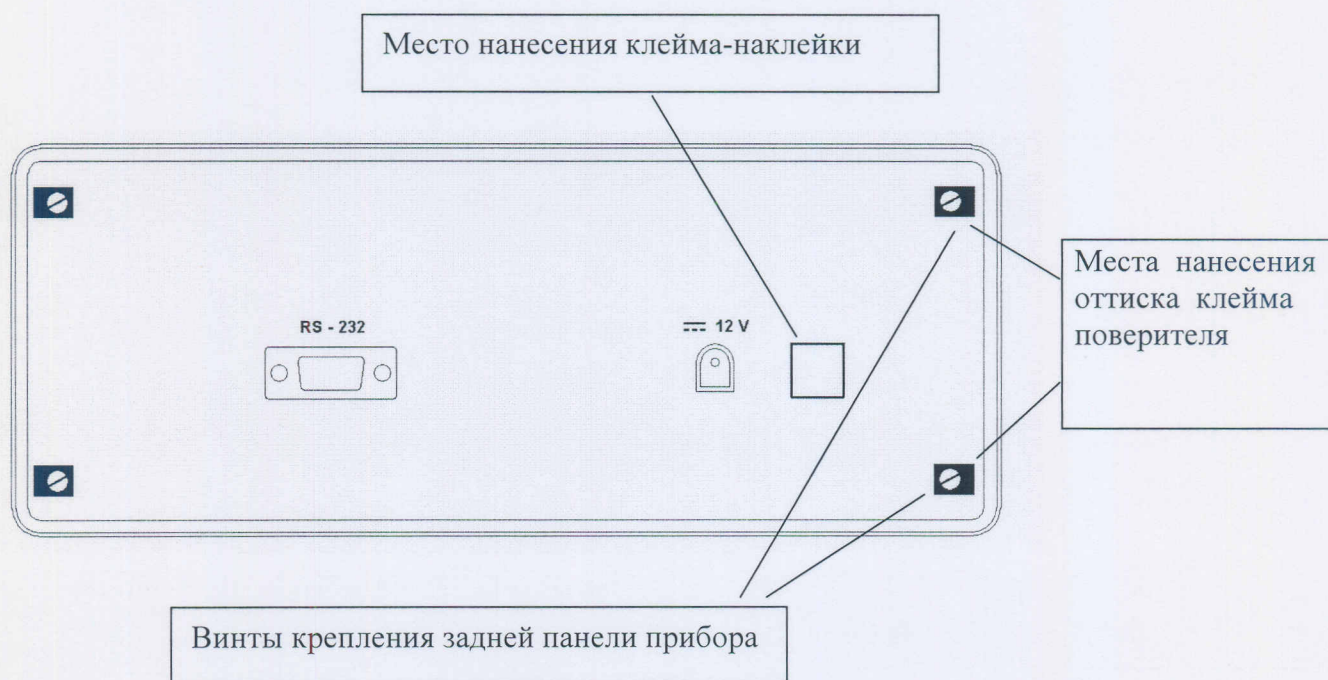 Место нанесения клейма-наклейки
RS - 232
12 V
Места нанесения
оттиска клейма
поверителя
Винты крепления задней панели прибора